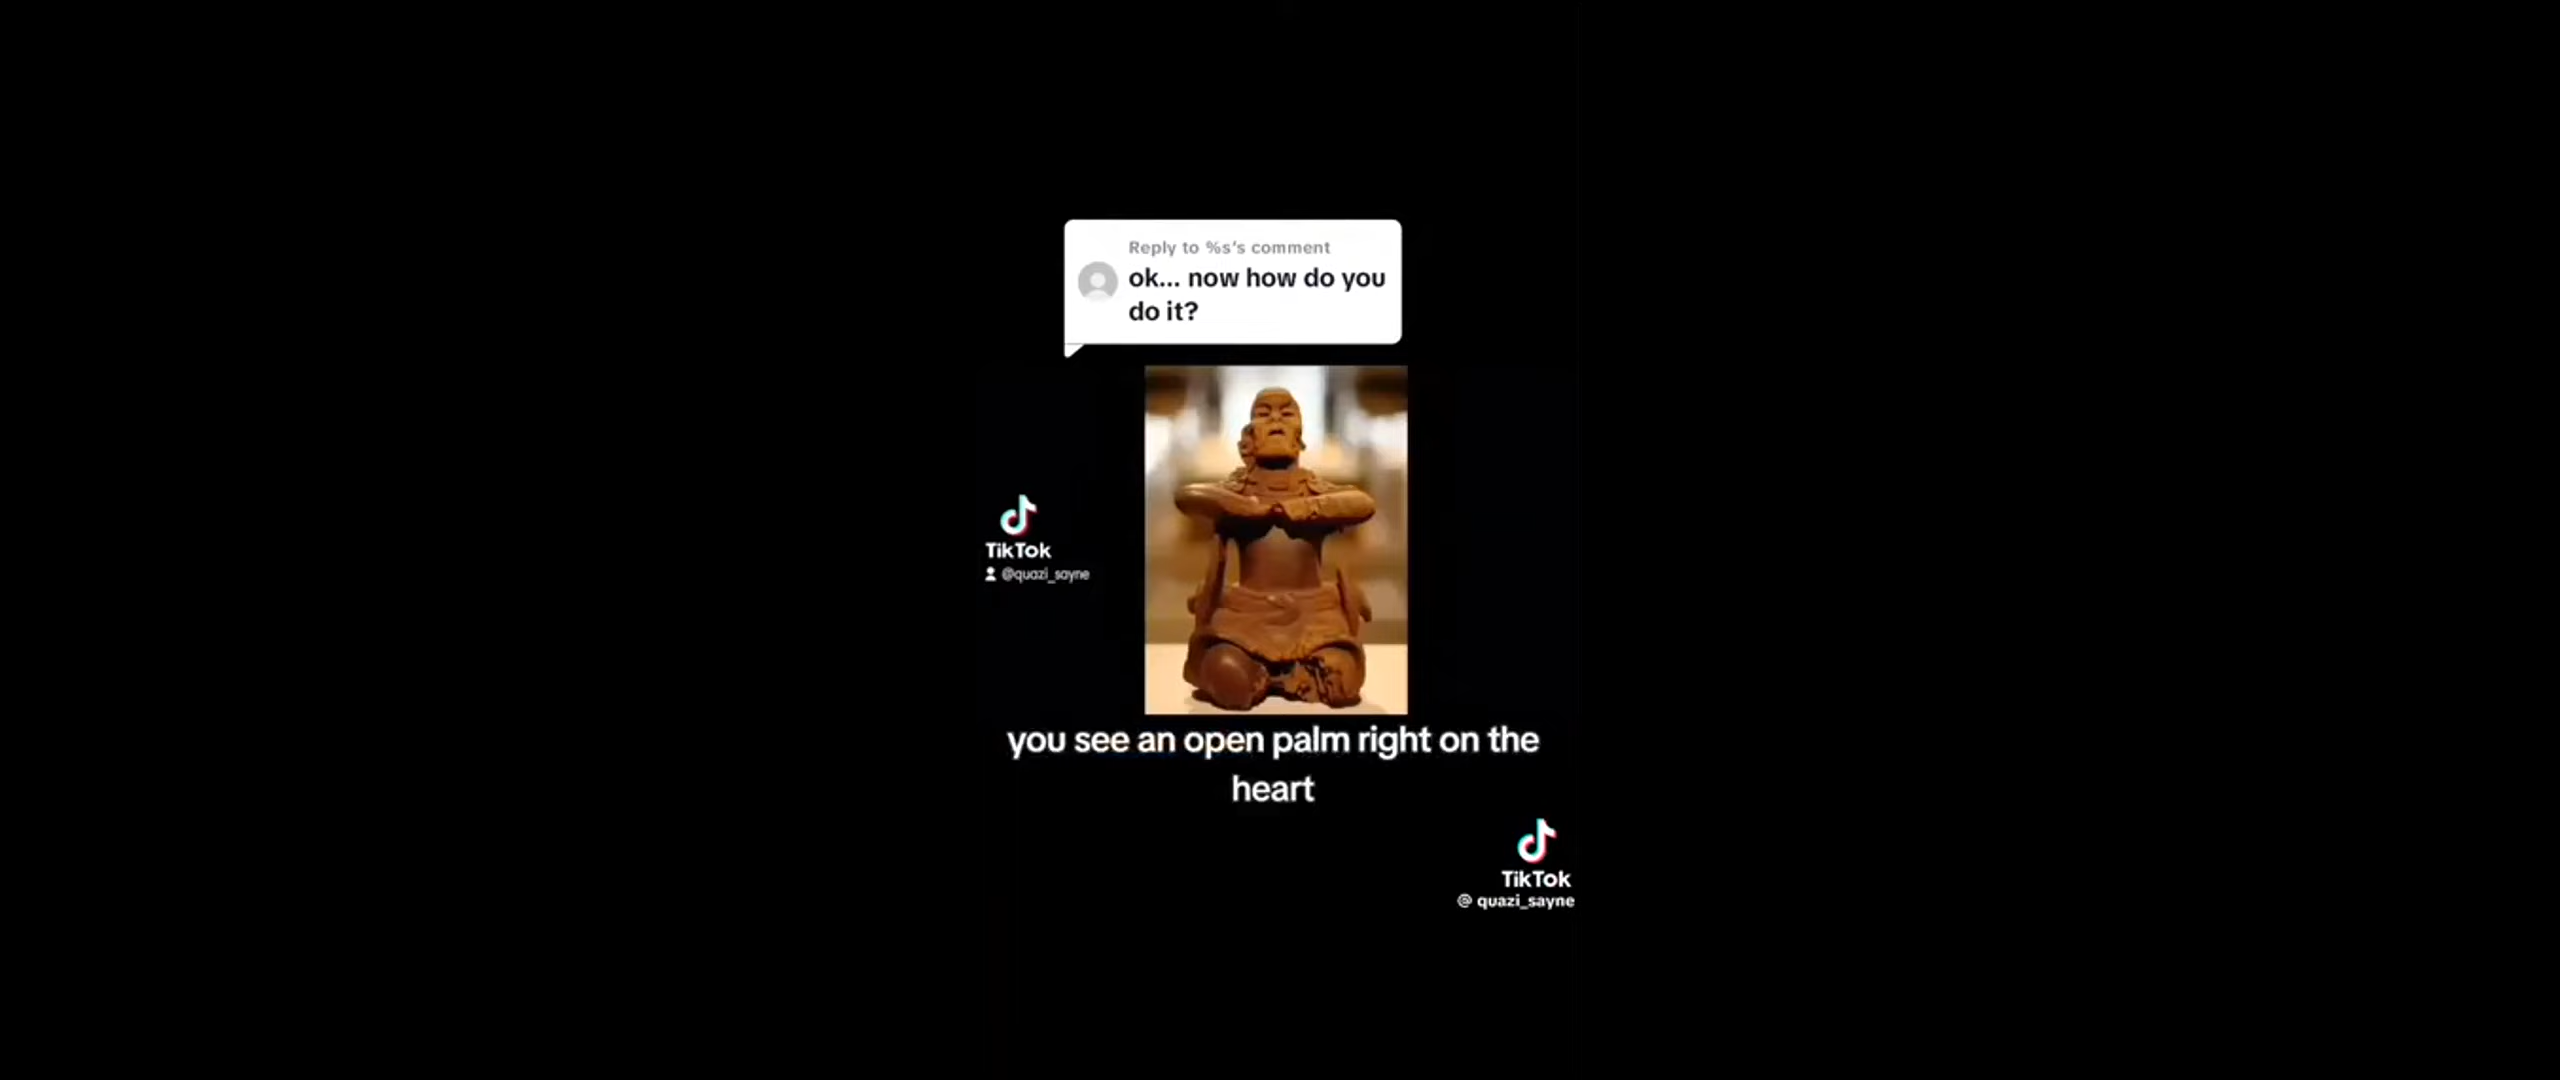 Reply to %s's comment
ok... now how do you
do it?
TikTok
@quazi_sayne
you see an open palm right on the
heart
TikTok
@ quazi_sayne